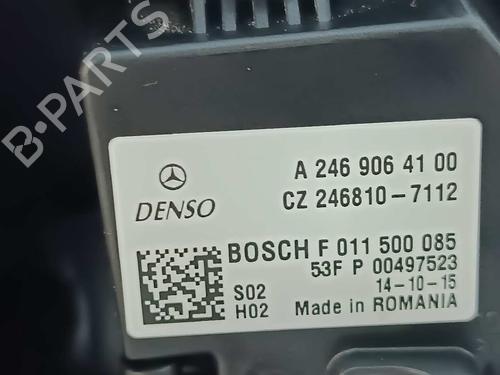 B-PARTS
A 246 906 41 00
CZ 246810-7112
DENSO
BOSCH F 011 500 085
53F P 00497523
S02
14-10-15
H02
Made in ROMANIA